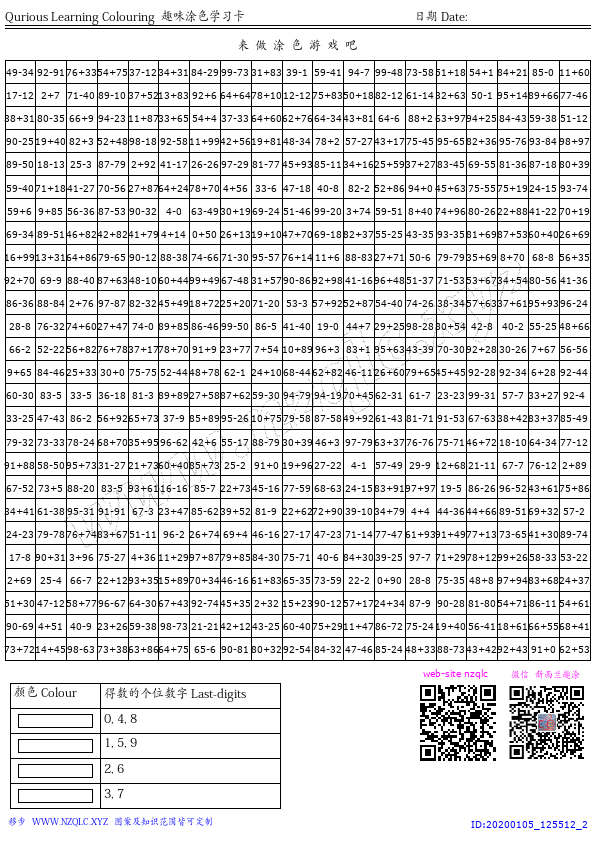 Qurious Learning Colouring 趣味涂色学习卡 日期 Date:
来 做 涂 色 游 戏 吧
49-34 92-91 76+33 54+75 37-12 34+31 84-29 99-73 31+83 39-1 59-41 94-7 99-48 73-58 51+18 54+1 84+21 85-0 11+60
17-12 2+7 71-40 89-10 37+52 13+83 92+6 64+64 78+10 12-12 75+83 50+18 82-12 61-14 32+63 50-1 95+14 89+66 77-46
38+31 80-35 66+9 94-23 11+87 33+65 54+4 37-33 64+60 62+76 64-34 43+81 64-6 88+2 63+97 94+25 84-43 59-38 51-12
90-25 19+40 82+3 52+48 98-18 92-58 11+99 42+56 19+81 48-34 78+2 57-27 43+17 75-45 95-65 82+36 95-76 93-84 98+97
89-50 18-13 25-3 87-79 2+92 41-17 26-26 97-29 81-77 45+93 85-11 34+16 25+59 37+27 83-45 69-55 81-36 87-18 80+39
59-40 71+18 41-27 70-56 27+87 64+24 78+70 4+56 33-6 47-18 40-8 82-2 52+86 94+0 45+63 75-55 75+19 24-15 93-74
59+6 9+85 56-36 87-53 90-32 4-0 63-49 30+19 69-24 51-46 99-20 3+74 59-51 8+40 74+96 80-26 22+88 41-22 70+19
69-34 89-51 46+82 42+82 41+79 4+14 0+50 26+13 19+10 47+70 69-18 82+37 55-25 43-35 93-35 81+69 87+53 60+40 26+69
16+99 13+31 64+86 79-65 90-12 88-38 74-66 71-30 95-57 76+14 11+6 88-83 27+71 50-6 79-79 35+69 8+70 68-8 56+35
92+70 69-9 88-40 87+63 48-10 60+44 99+49 67-48 31+57 90-86 92+98 41-16 96+48 51-37 71-53 53+67 34+54 80-56 41-36
86-36 88-84 2+76 97-87 82-32 45+49 18+72 25+20 71-20 53-3 57+92 52+87 54-40 74-26 38-34 57+63 37+61 95+93 96-24
28-8 76-32 74+60 27+47 74-0 89+85 86-46 99-50 86-5 41-40 19-0 44+7 29+25 98-28 80+54 42-8 40-2 55-25 48+66
66-2 52-22 56+82 76+78 37+17 78+70 91+9 23+77 7+54 10+89 96+3 83+1 95+63 43-39 70-30 92+28 30-26 7+67 56-56
9+65 84-46 25+33 30+0 75-75 52-44 48+78 62-1 24+10 68-44 62+82 46-11 26+60 79+65 45+45 92-28 92-34 6+28 92-44
60-30 83-5 33-5 36-18 81-3 89+89 27+58 87+62 59-30 94-79 94-19 70+45 62-31 61-7 23-23 99-31 57-7 33+27 92-4
33-25 47-43 86-2 56+92 65+73 37-9 85+89 95-26 10+75 79-58 87-58 49+92 61-43 81-71 91-53 67-63 38+42 83+37 85-49
79-32 73-33 78-24 68+70 35+95 96-62 42+6 55-17 88-79 30+39 46+3 97-79 63+37 76-76 75-71 46+72 18-10 64-34 77-12
91+88 58-50 95+73 31-27 21+73 60+40 85+73 25-2 91+0 19+96 27-22 4-1 57-49 29-9 12+68 21-11 67-7 76-12 2+89
67-52 73+5 88-20 83-5 93+61 16-16 85-7 22+73 45-16 77-59 68-63 24-15 83+91 97+97 19-5 86-26 96-52 43+61 75+86
34+41 61-38 95-33 91-91 67-3 23+47 85-62 39+52 81-9 22+62 72+90 39-10 34+79 4+4 44-36 44+66 89-51 69+32 57-2
24-23 79-78 76+74 83+67 51-11 96-2 26+74 69+4 46-16 27-17 47-23 71-14 77-47 61+93 91+49 77+13 73-65 41+30 89-74
17-8 90+31 3+96 75-27 4+36 11+29 97+87 79+85 84-30 75-71 40-6 84+30 39-25 97-7 71+29 78+12 99+26 58-33 53-22
2+69 25-4 66-7 22+12 93+35 15+89 70+34 46-16 61+83 65-35 73-59 22-2 0+90 28-8 75-35 48+8 97+94 83+68 24+37
51+30 47-12 58+77 96-67 64-30 67+43 92-74 45+35 2+32 15+23 90-12 57+17 24+34 87-9 90-28 81-80 54+71 86-11 54+61
90-69 4+51 40-9 23+26 59-38 98-73 21-21 42+12 43-25 60-40 75+29 11+47 86-72 75-24 19+40 56-41 18+61 66+55 68+41
73+72 14+45 98-63 73+38 63+86 64+75 65-6 90-81 80+32 92-54 84-32 47-46 85-24 48+33 88-73 43+42 92+43 91+0 62+53
web-site nzqlc 微信 新西兰趣涂
颜色 Colour 得数的个位数字 Last-digits
0, 4, 8
1, 5, 9
2, 6
3, 7
移步 WWW.NZQLC.XYZ 图案及知识范围皆可定制
ID:20200105_125512_2